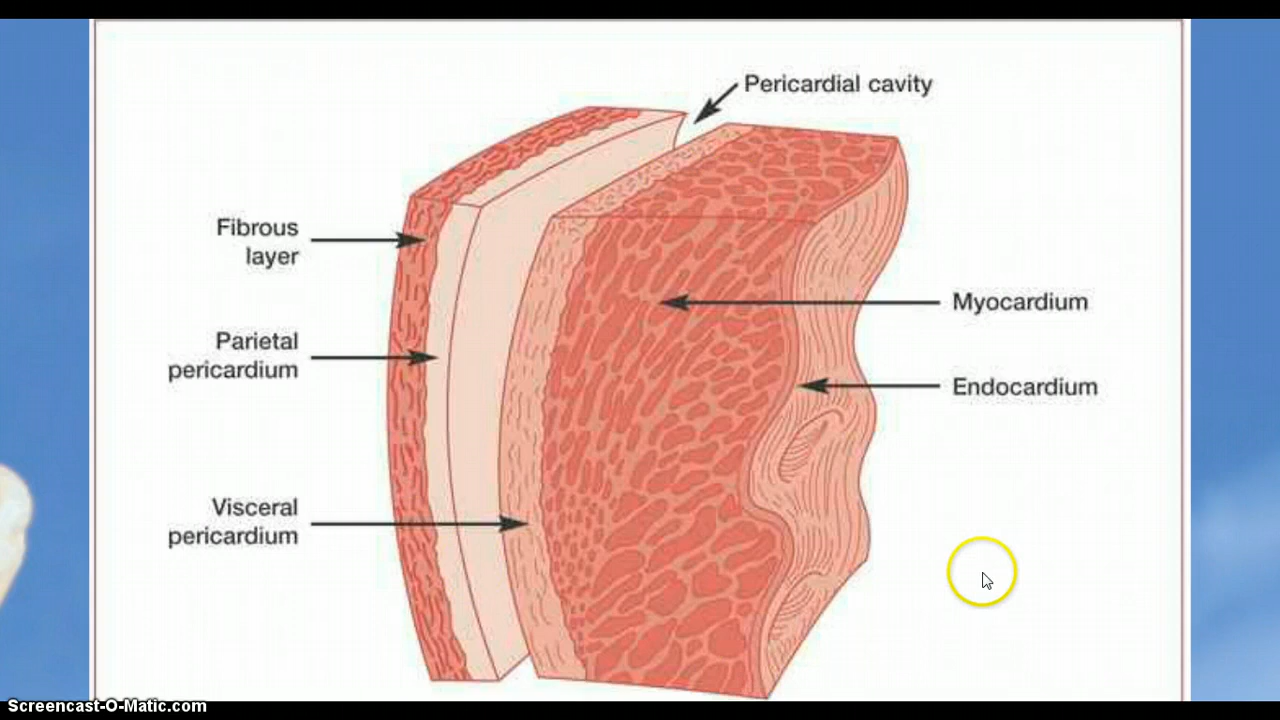 Pericardial cavity
Fibrous
layer
Myocardium
Parietal
pericardium
Endocardium
Visceral
pericardium
Screencast-O-Matic.com